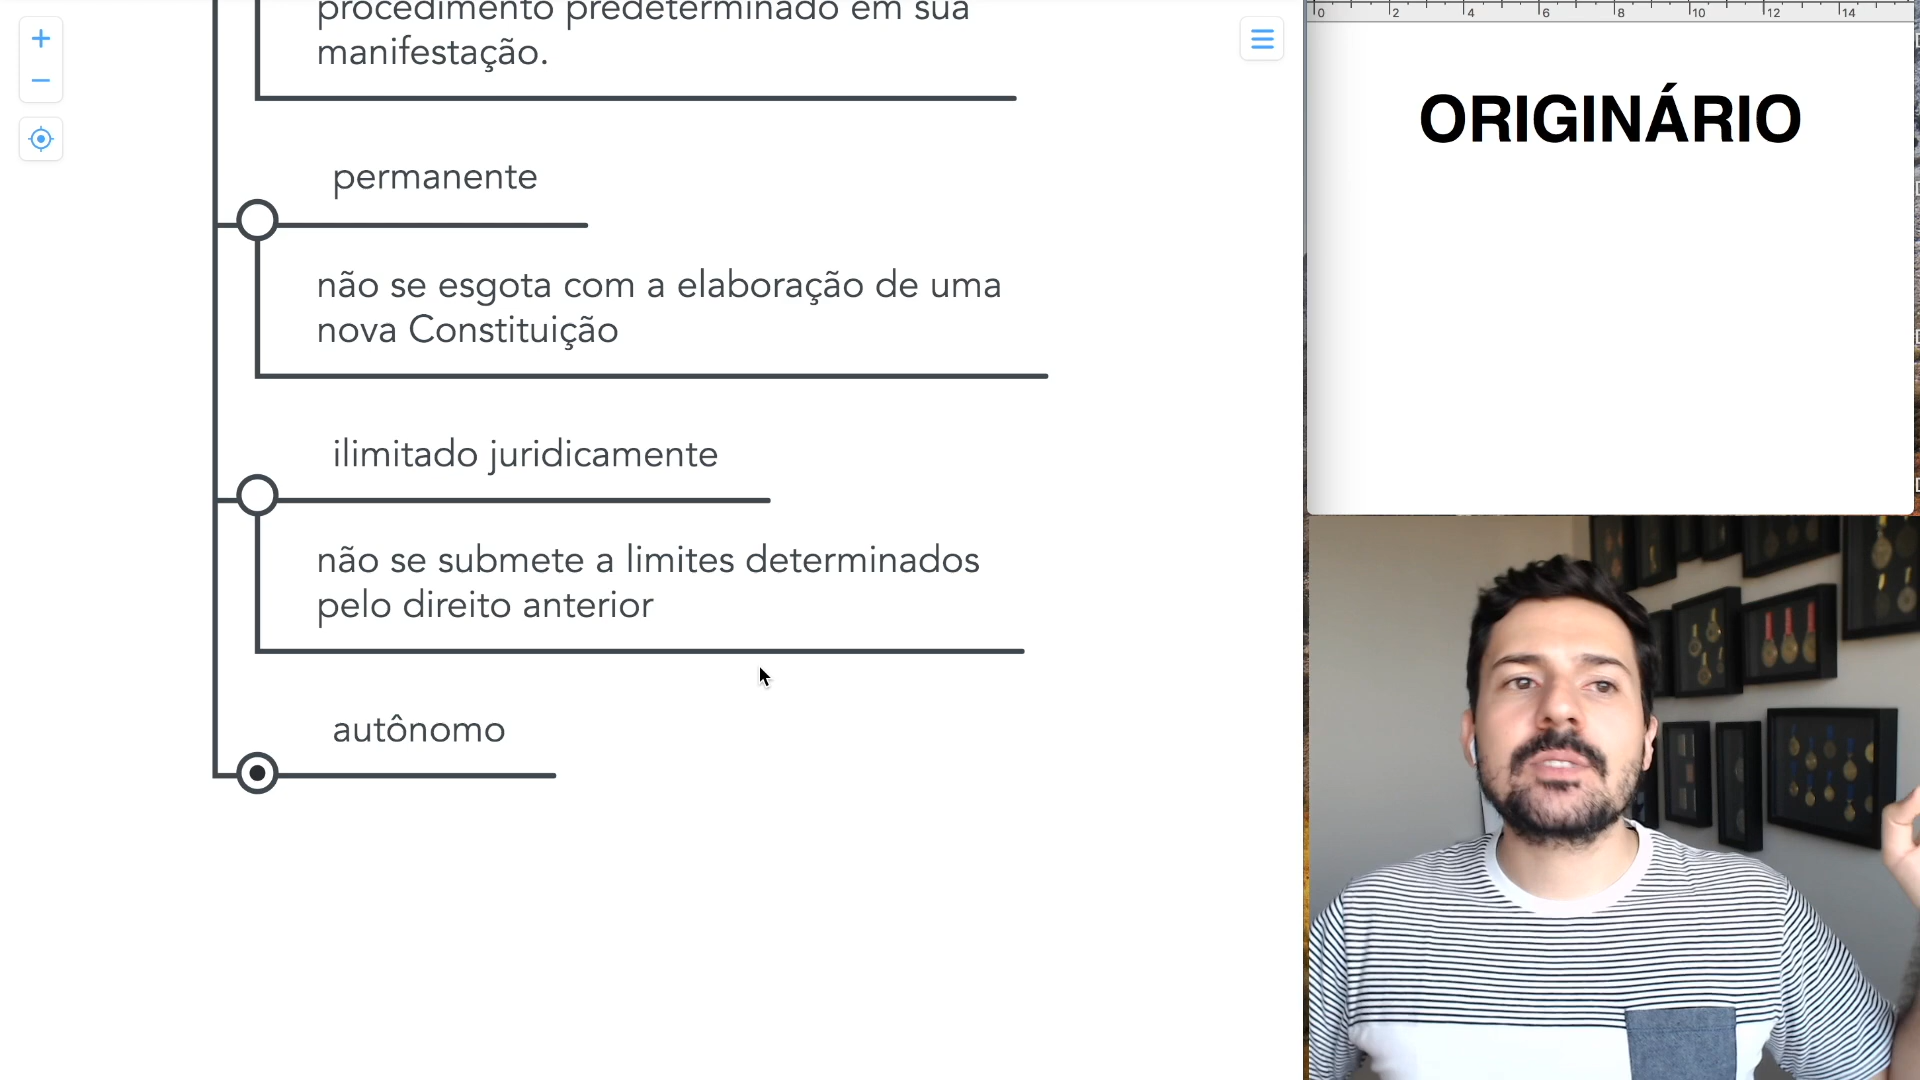 procedimento predeterminado em sua
manifestação.
permanente
não se esgota com a elaboração de uma
nova Constituição
ilimitado juridicamente
não se submete a limites determinados
pelo direito anterior
autônomo
0 2 4 6 8 10 12 14
ORIGINÁRIO